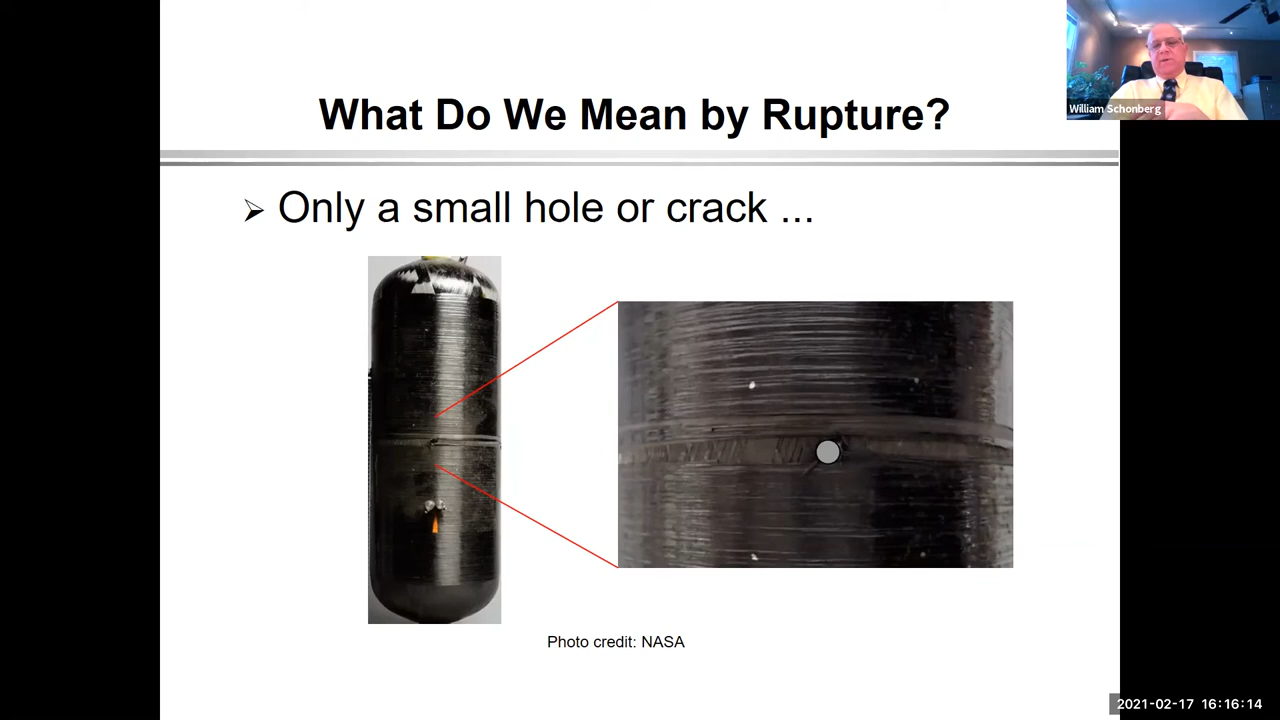 What Do We Mean by Rupture?
Only a small hole or crack ...
Photo credit: NASA
William Schonberg
2021-02-17 16:16:14